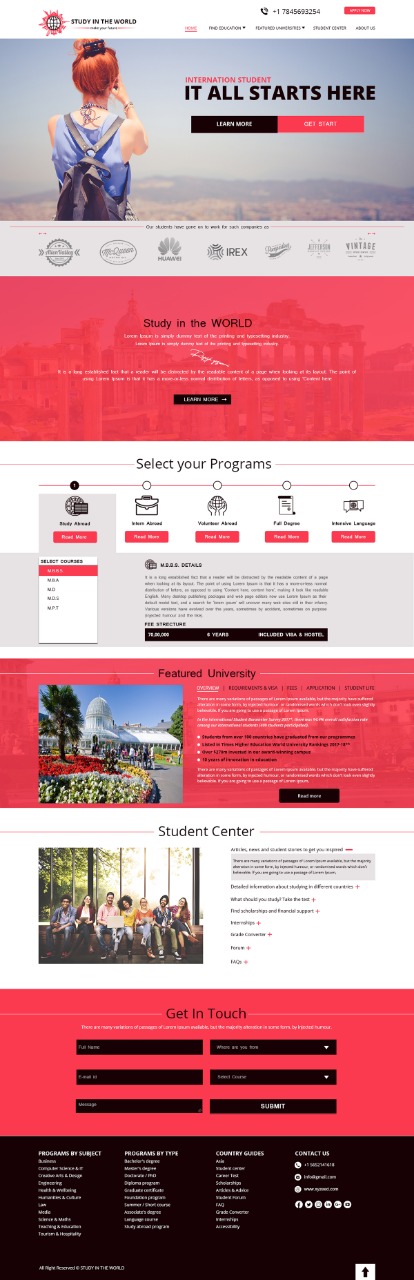 STUDY IN THE WORLD
make your future
+1 7845693254
APPLY NOW
HOME
FIND EDUCATION
FEATURED UNIVERSITIES
STUDENT CENTER
ABOUT US
INTERNATION STUDENT
IT ALL STARTS HERE
LEARN MORE
GET START
Our students have gone on to work for such companies as
McQueen
HUAWEI
IREX
JEFFERSON
VINTAGE
Study in the WORLD
Lorem Ipsum is simply dummy text of the printing and typesetting industry.
Lorem Ipsum is simply dummy text of the printing and typesetting industry.
It is a long established fact that a reader will be distracted by the readable content of a page when looking at its layout. The point of
using Lorem Ipsum is that it has a more-or-less normal distribution of letters, as opposed to using 'Content here
LEARN MORE →
Select your Programs
1
Study Abroad
Intern Abroad
Volunteer Abroad
Full Degree
Intensive Language
Read More
Read More
Read More
Read More
Read More
SELECT COURSES
M.B.B.S
M.B.A
M.D
M.D.S
M.P.T
M.B.B.S. DETAILS
It is a long established fact that a reader will be distracted by the readable content of a page
when looking at its layout. The point of using Lorem Ipsum is that it has a more-or-less normal
distribution of letters, as opposed to using 'Content here, content here', making it look like readable
English. Many desktop publishing packages and web page editors now use Lorem Ipsum as their
default model text, and a search for 'lorem ipsum' will uncover many web sites still in their infancy.
Various versions have evolved over the years, sometimes by accident, sometimes on purpose
injected humour and the like.
FEE STRECTURE
70,00,000
6 YEARS
INCLUDED VISA & HOSTEL
Featured University
OVERVIEW | REQUIREMENTS & VISA | FEES | APPLICATION | STUDENT LIFE
There are many variations of passages of Lorem Ipsum available, but the majority have suffered
alteration in some form, by injected humour, or randomised words which don't look even slightly
believable. If you are going to use a passage of Lorem Ipsum.
among our international students
Students from over 100 countries have graduated from our programmes
Listed in Times Higher Education World University Rankings 2017-18**
Over £270m invested in our award-winning campus
10 years of innovation in education
There are many variations of passages of Lorem Ipsum available, but the majority have suffered
alteration in some form, by injected humour, or randomised words which don't look even slightly
believable. If you are going to use a passage of Lorem Ipsum.
Read more
Student Center
Articles, news and student stories to get you inspired
There are many variations of passages of Lorem Ipsum available, but the majority
have suffered alteration in some form, by injected humour, or randomised words which don't
believable. If you are going to use a passage of Lorem Ipsum.
Detailed information about studying in different countries +
What should you study? Take the test +
Find scholarships and financial support +
Internships +
Grade Converter +
Forum +
FAQs +
Get In Touch
There are many variations of passages of Lorem Ipsum available, but the majority alteration in some form, by injected humour.
Full Name
Where are you here
E-mail id
Select Course
Message
SUBMIT
PROGRAMS BY SUBJECT
Business
Computer Science & IT
Creative Arts & Design
Engineering
Health & Wellbeing
Humanities & Culture
Law
Media
Science & Maths
Teaching & Education
Tourism & Hospitality
PROGRAMS BY TYPE
Bachelor's degree
Master's degree
Doctorate / PhD
Diploma program
Graduate certificate
Foundation program
Summer / Short course
Associate's degree
Language course
Study abroad program
COUNTRY GUIDES
Asia
Student center
Career Test
Scholarships
Articles & Advice
Student Forum
FAQ
Grade Converter
Internships
Accessibility
CONTACT US
+1 5652141618
info@gmail.com
All Right Reserved © STUDY IN THE WORLD